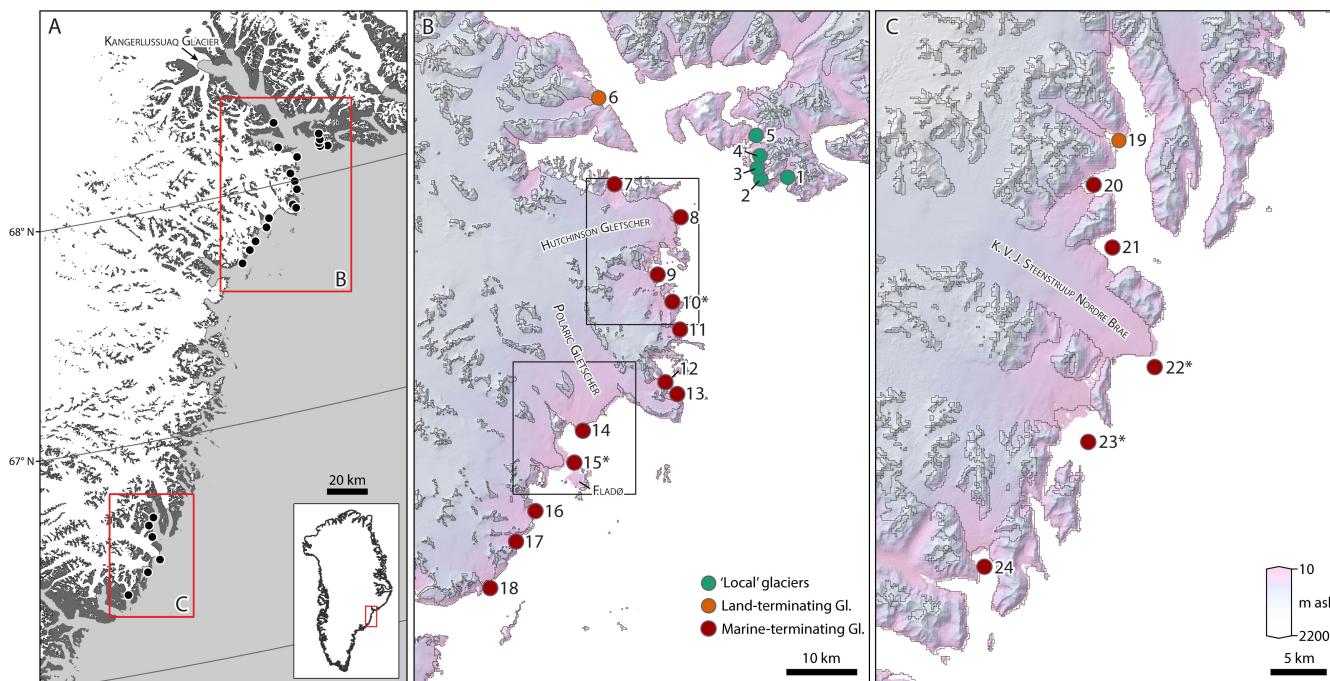 A
KANGERLUSSUAQ GLACIER
B
68° N
67° N
20 km
C
B
6
5
4
3
2
1
7
8
HUTCHINSON GLETSCHER
9
10*
11
POLARIC GLETSCHER
12
13
14
15*
FLADØ
16
17
18
'Local' glaciers
Land-terminating Gl.
Marine-terminating Gl.
10 km
C
19
20
21
K. V. J. STEENSTRUUP NORDRE BRAE
22*
23*
24
10
m asl
2200
5 km